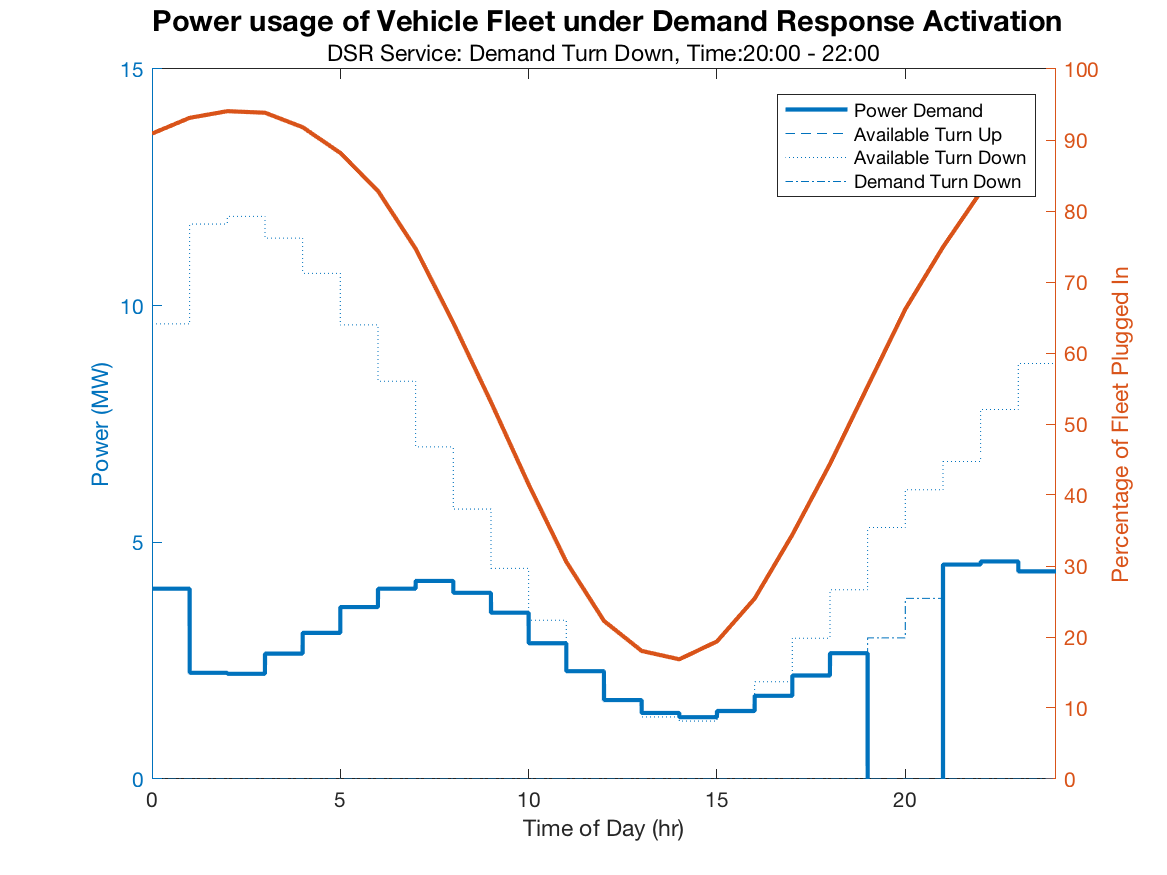 Power usage of Vehicle Fleet under Demand Response Activation
DSR Service: Demand Turn Down, Time:20:00 - 22:00
15
10
5
0
Power (MW)
100
90
80
70
60
50
40
30
20
10
0
Percentage of Fleet Plugged In
Power Demand
Available Turn Up
Available Turn Down
Demand Turn Down
0
5
10
15
20
Time of Day (hr)